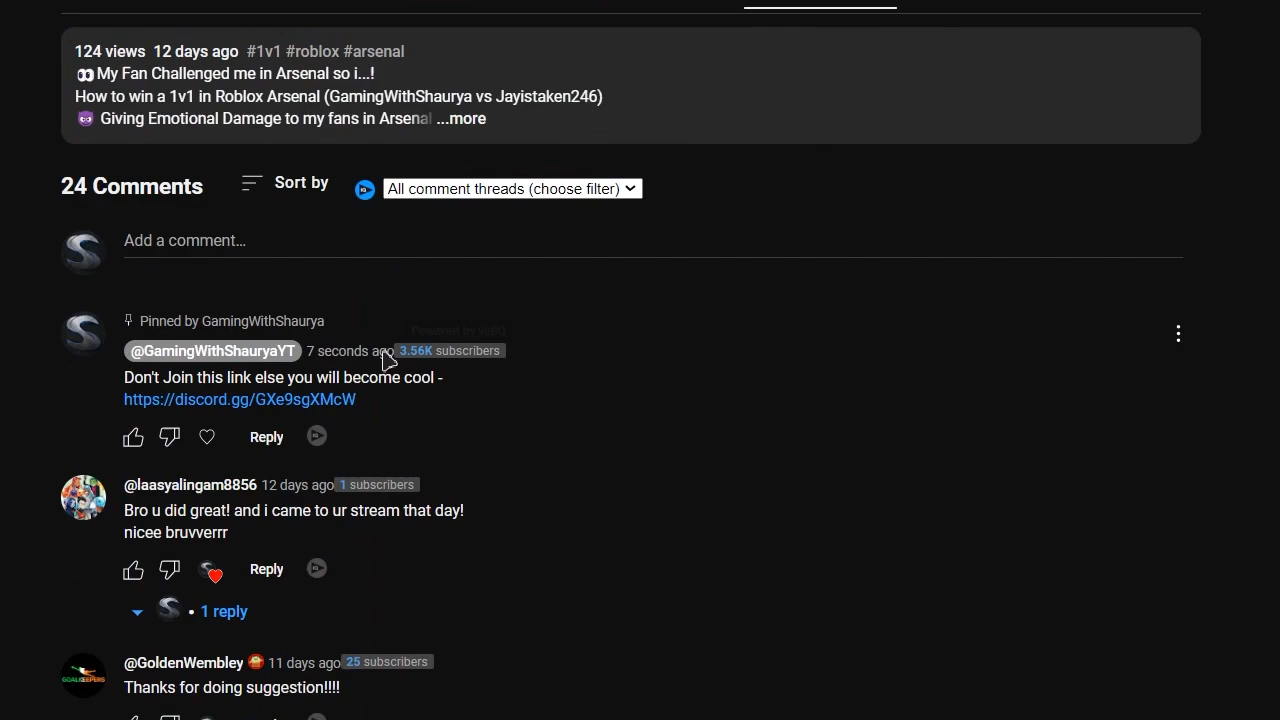 124 views 12 days ago #1v1 #roblox #arsenal
👀My Fan Challenged me in Arsenal so i...!
How to win a 1v1 in Roblox Arsenal (GamingWithShaurya vs Jayistaken246)
😈 Giving Emotional Damage to my fans in Arsenal ...more
24 Comments Sort by All comment threads (choose filter)
Add a comment...
Pinned by GamingWithShaurya
Powered by vidIQ
@GamingWithShauryaYT 7 seconds ago 3.56K subscribers
Don't Join this link else you will become cool -
https://discord.gg/GXe9sgXMcW
Reply
@laasyalingam8856 12 days ago 1 subscribers
Bro u did great! and i came to ur stream that day!
nicee bruvverrr
Reply
• 1 reply
@GoldenWembley 11 days ago 25 subscribers
GOALKEEPERS
Thanks for doing suggestion!!!!